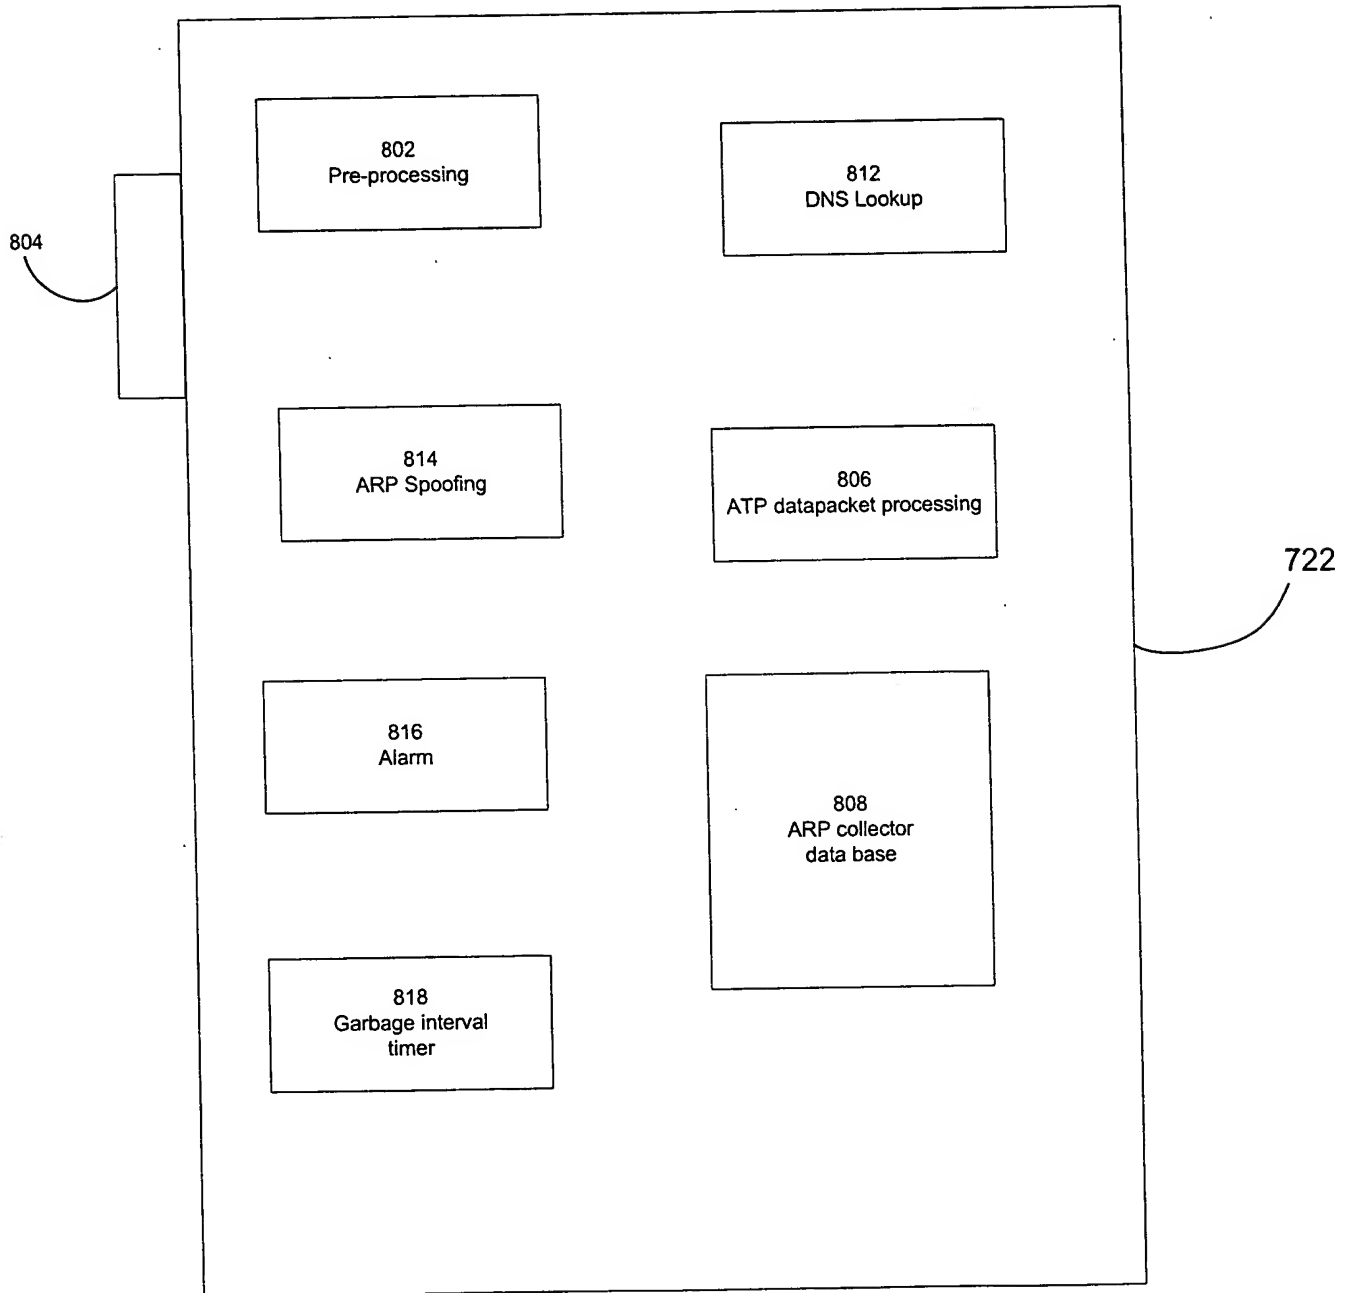 802
Pre-processing
812
DNS Lookup
804
814
ARP Spoofing
806
ATP datapacket processing
722
816
Alarm
808
ARP collector
data base
818
Garbage interval
timer